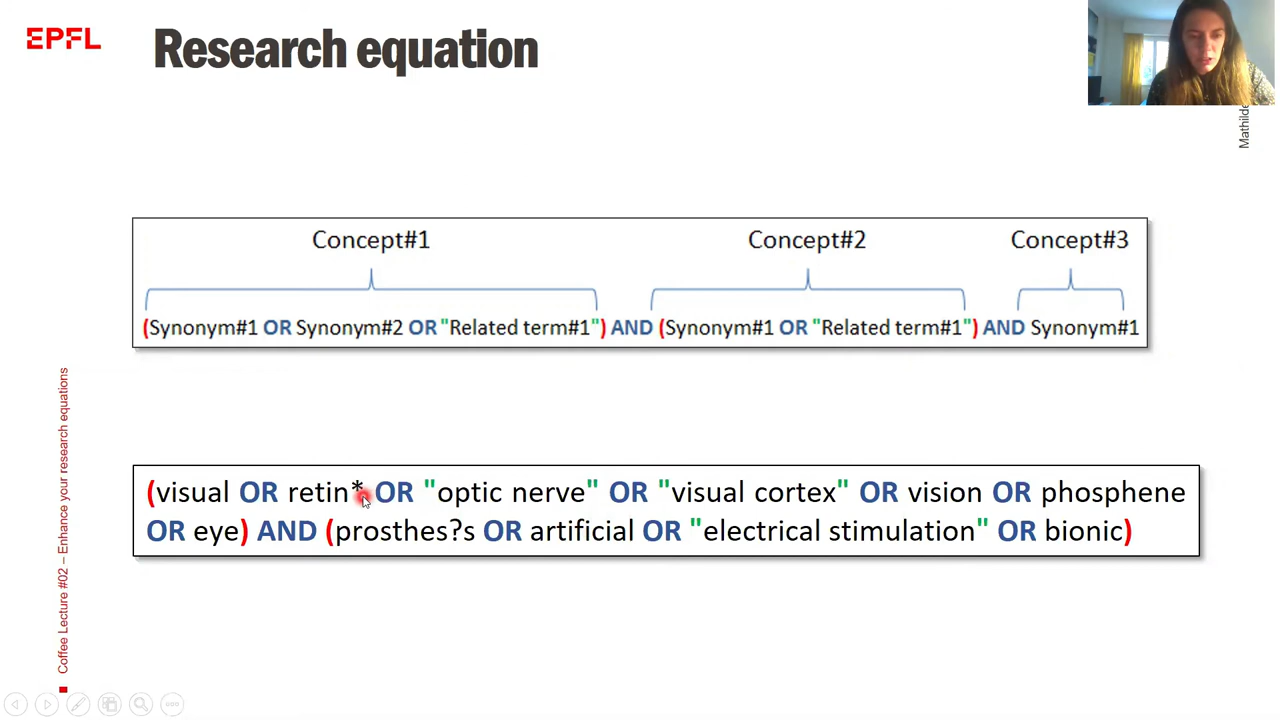 EPFL
Research equation
Mathilde
Concept#1 Concept#2 Concept#3
(Synonym#1 OR Synonym#2 OR "Related term#1") AND (Synonym#1 OR "Related term#1") AND Synonym#1
(visual OR retin* OR "optic nerve" OR "visual cortex" OR vision OR phosphene
OR eye) AND (prosthes?s OR artificial OR "electrical stimulation" OR bionic)
Coffee Lecture #02 – Enhance your research equations